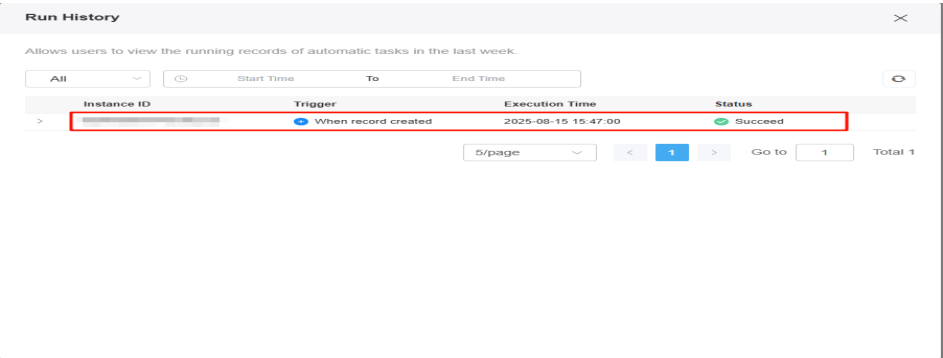 Run History
Allows users to view the running records of automatic tasks in the last week.
All Start Time To End Time
Instance ID Trigger Execution Time Status
When record created 2025-08-15 15:47:00 Succeed
5/page < 1 > Go to 1 Total 1